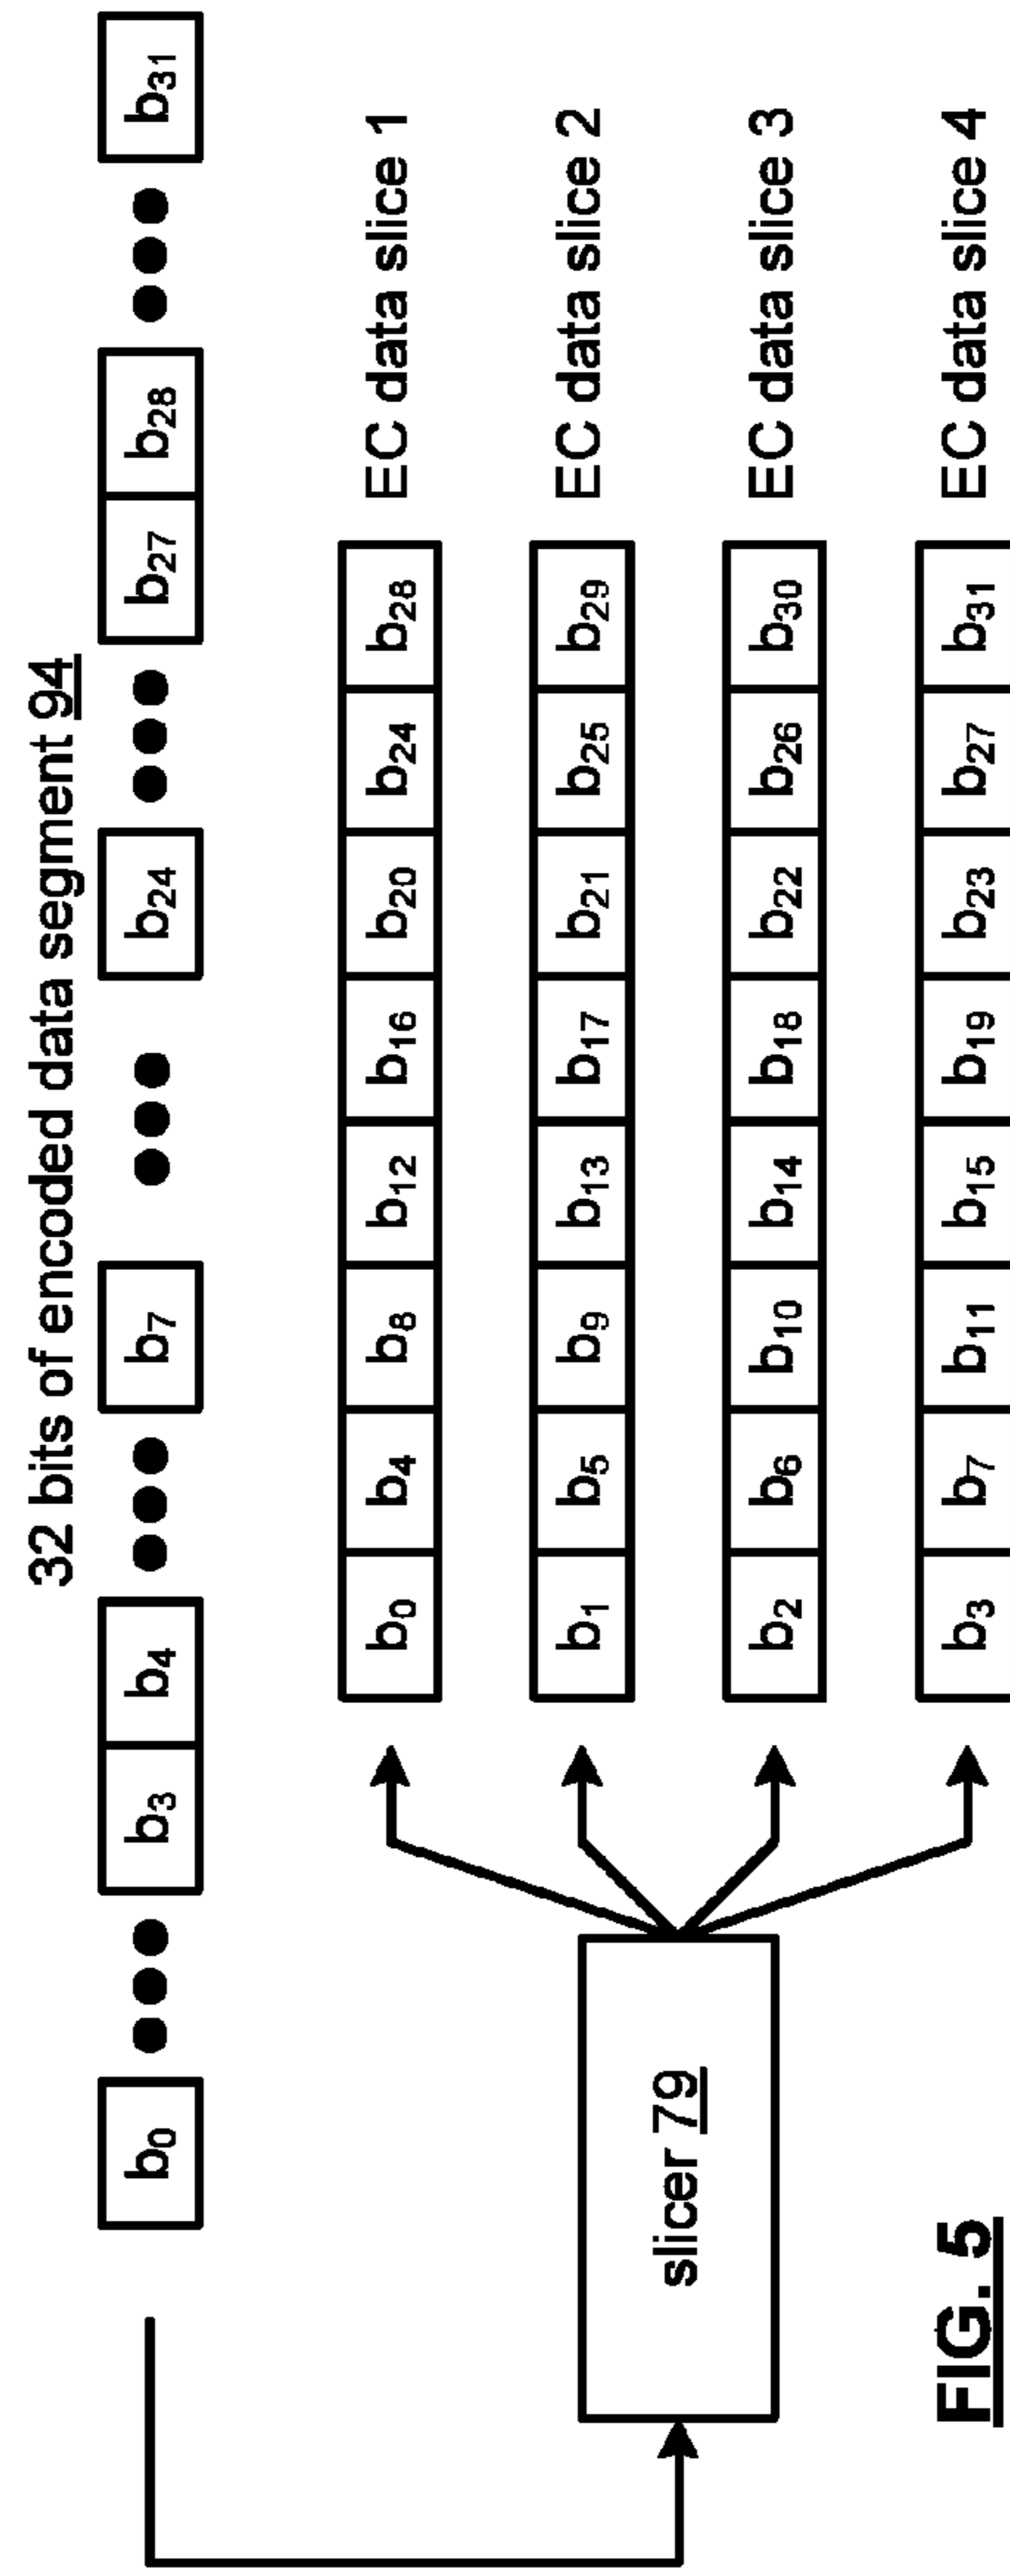 32 bits of encoded data segment 94
b0 ●●● b3 b4 ●●● b7 ●●● b24 ●●● b27 b28 ●●● b31
b0 b4 b8 b12 b16 b20 b24 b28 EC data slice 1
b1 b5 b9 b13 b17 b21 b25 b29 EC data slice 2
slicer 79
b2 b6 b10 b14 b18 b22 b26 b30 EC data slice 3
b3 b7 b11 b15 b19 b23 b27 b31 EC data slice 4
FIG. 5